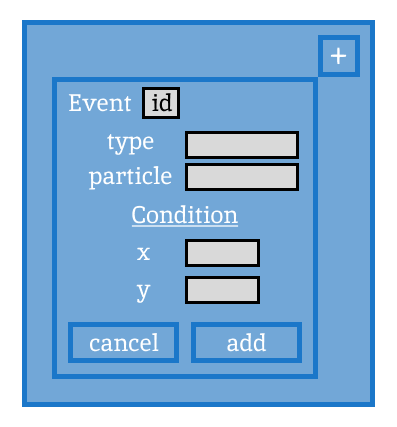 +
Event id
type
particle
Condition
x
y
cancel add